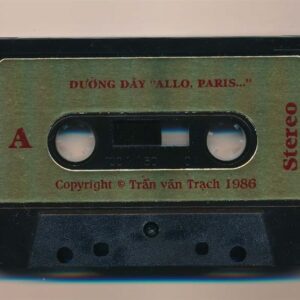 DƯỜNG DÂY "ALLO, PARIS..."
A
Stereo
Copyright © Trần văn Trạch 1986